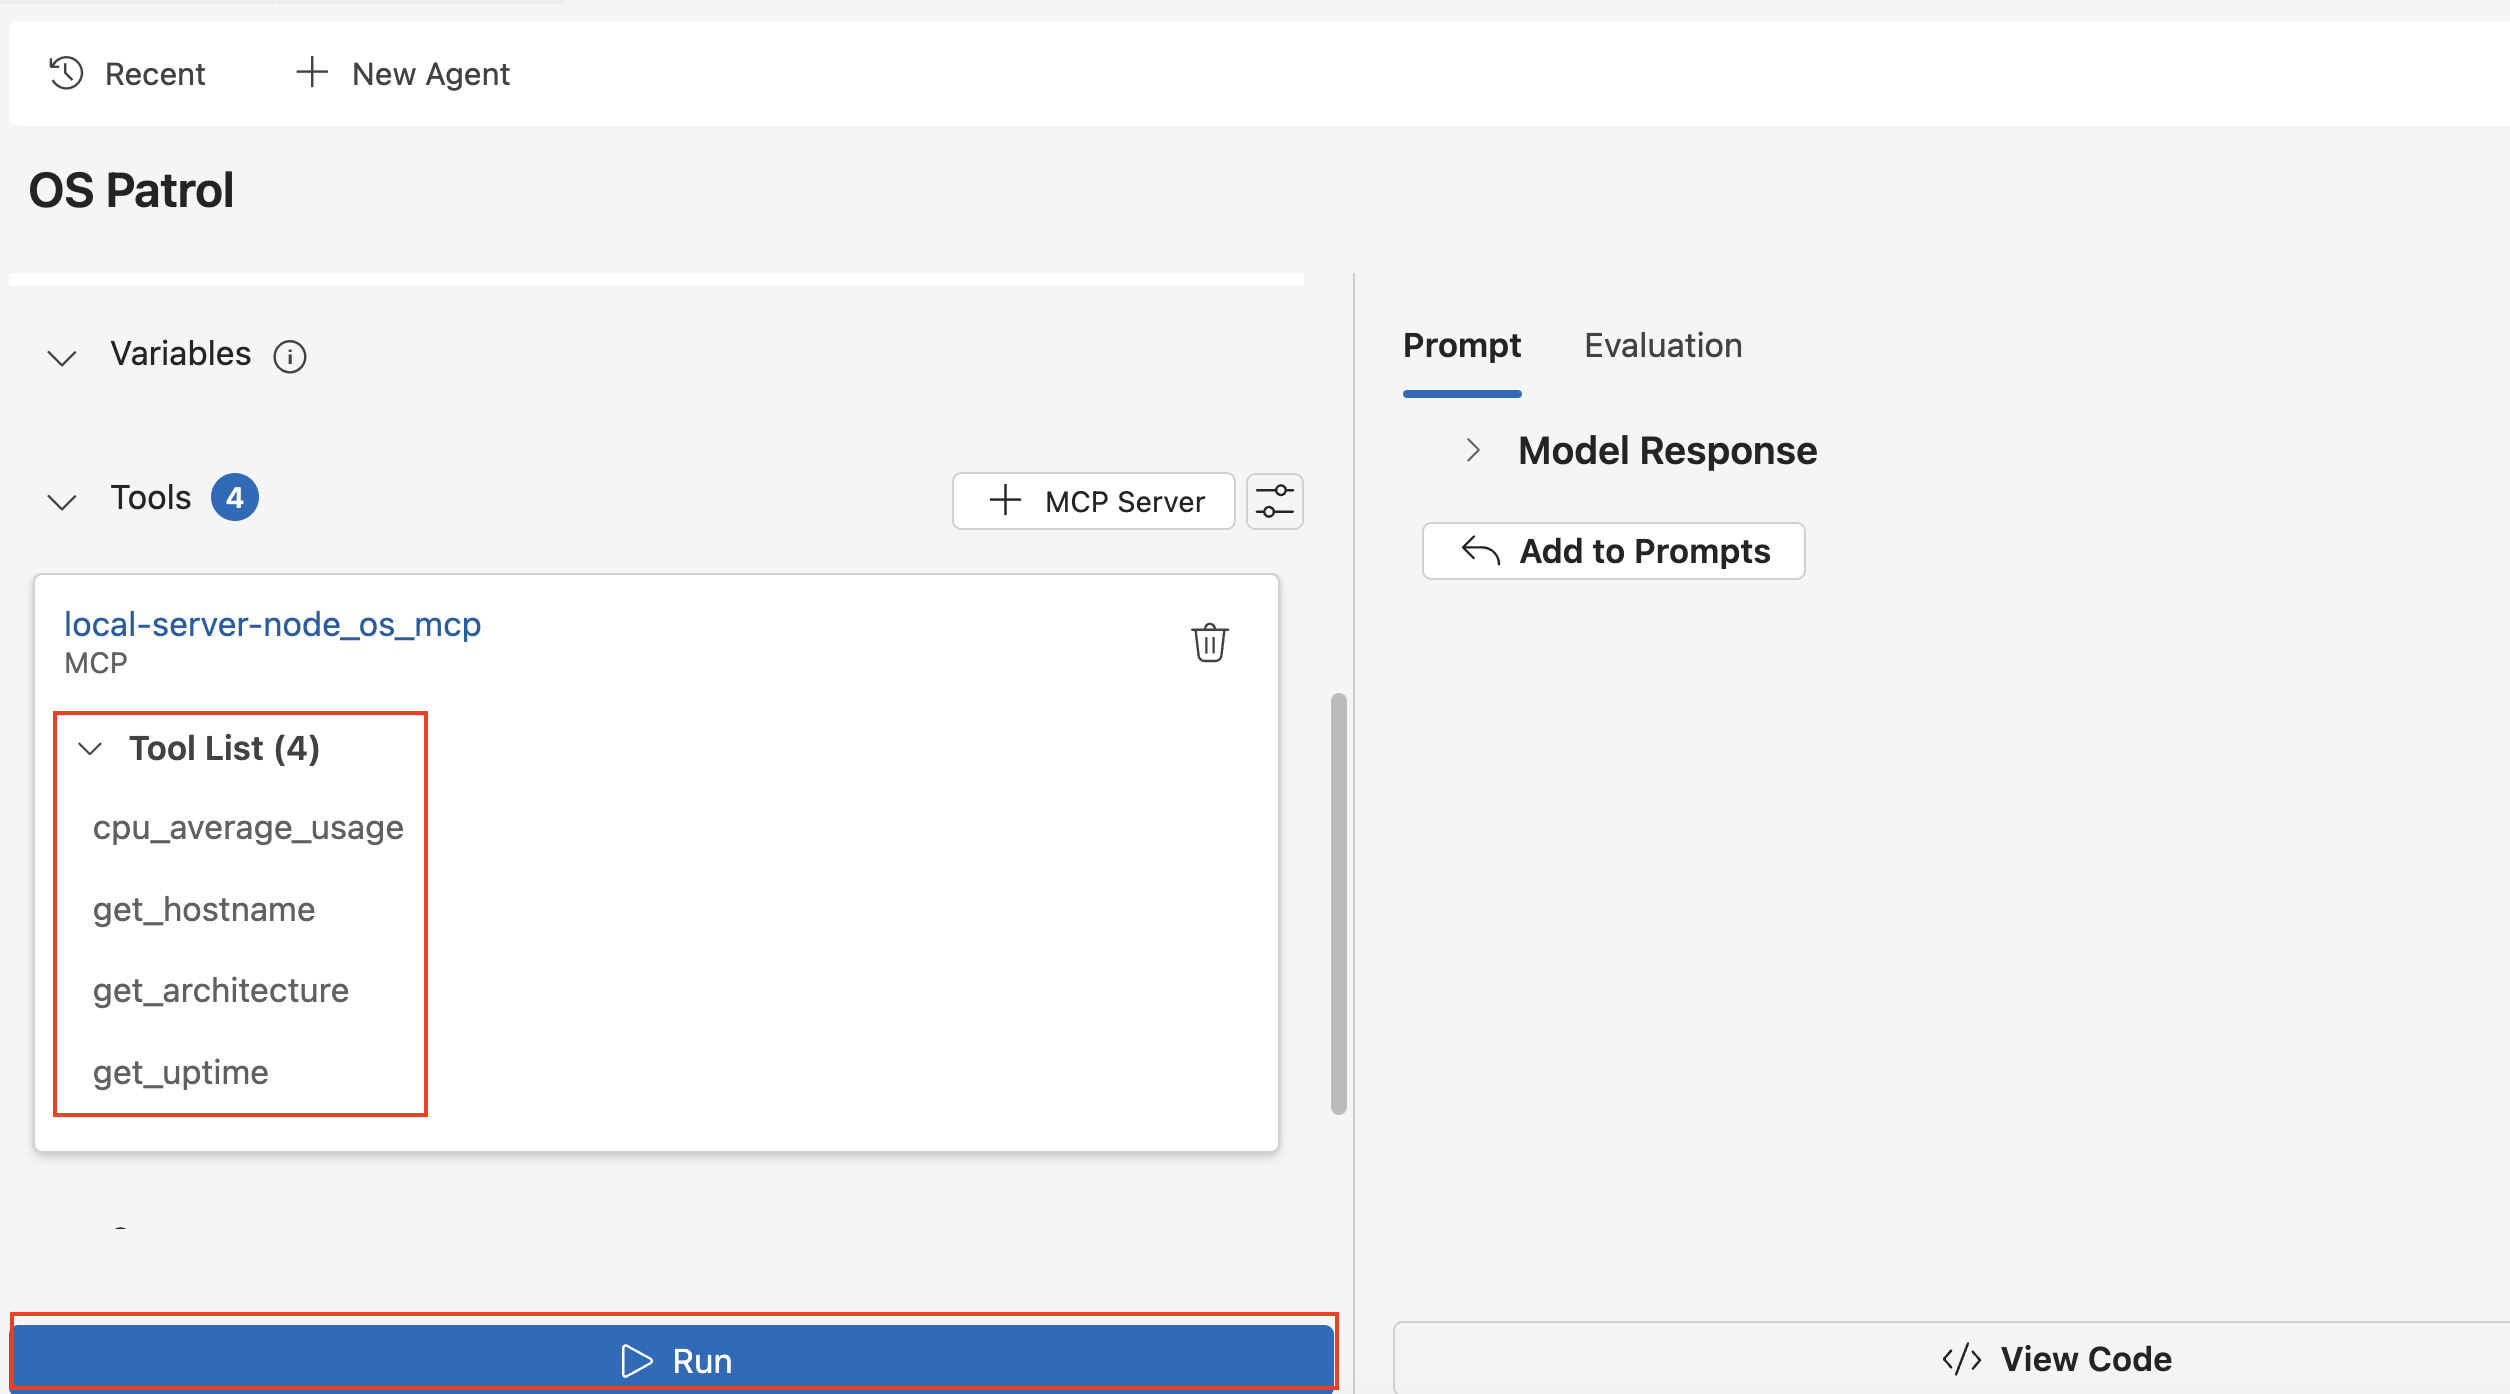 Recent
New Agent
OS Patrol
Variables
Tools 4
MCP Server
local-server-node_os_mcp
MCP
Tool List (4)
cpu_average_usage
get_hostname
get_architecture
get_uptime
Run
Prompt
Evaluation
Model Response
Add to Prompts
View Code